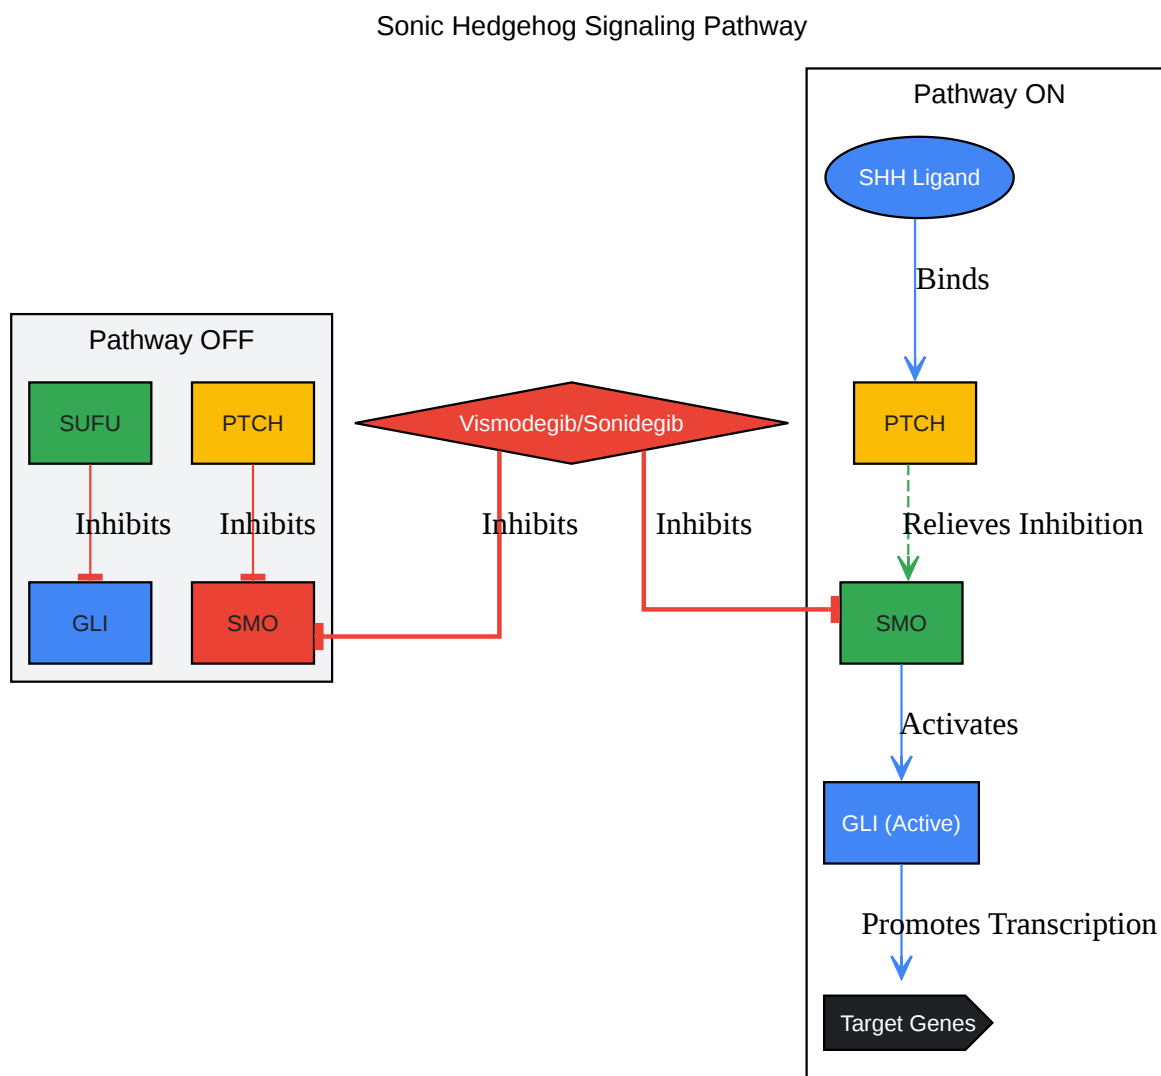 Sonic Hedgehog Signaling Pathway
Pathway ON
SHH Ligand
Binds
Pathway OFF
SUFU
PTCH
Vismodegib/Sonidegib
PTCH
Inhibits
Inhibits
Inhibits
Inhibits
Relieves Inhibition
GLI
SMO
SMO
Activates
GLI (Active)
Promotes Transcription
Target Genes